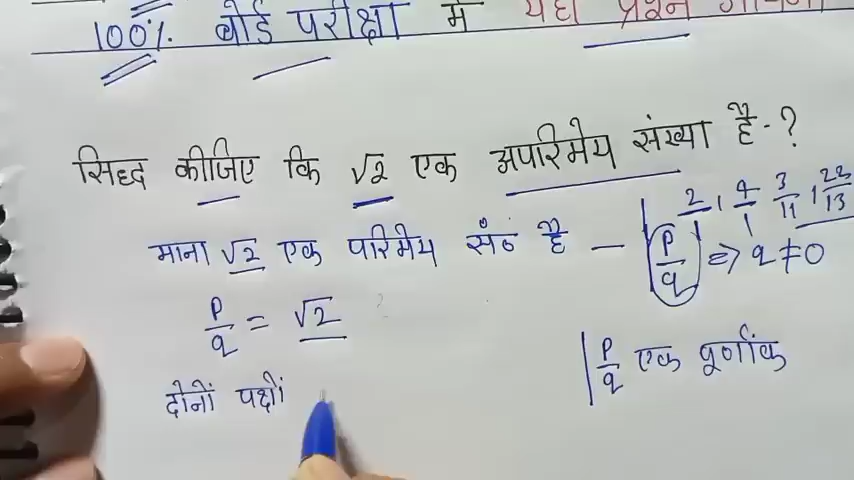 100% बोर्ड परीक्षा में यही प्रश्न
सिध्द कीजिए कि √2 एक अपरिमेय संख्या है -?
2/1, 4/1, 3/11, 22/13
माना √2 एक परिमेय सं० है — p/q ⇒ q ≠ 0
p/q = √2
p/q एक पूर्णांक
दोनों पक्षों